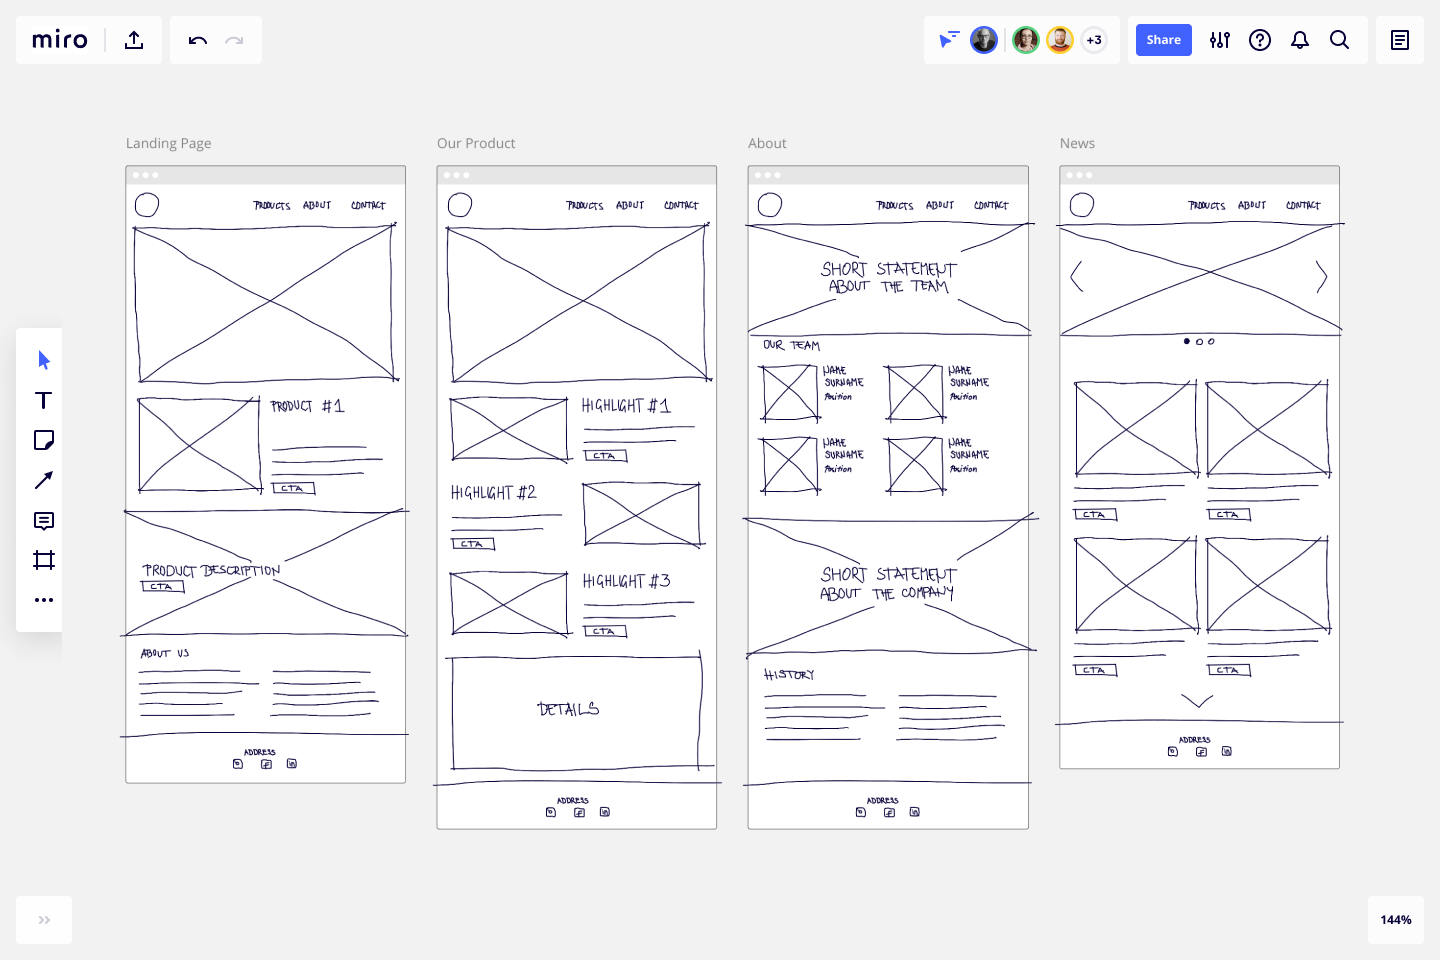 miro
+3
Share
Landing Page
PRODUCTS ABOUT CONTACT
PRODUCT #1
CTA
PRODUCT DESCRIPTION
CTA
ABOUT US
ADDRESS
Our Product
PRODUCTS ABOUT CONTACT
HIGHLIGHT #1
CTA
HIGHLIGHT #2
CTA
HIGHLIGHT #3
CTA
DETAILS
ADDRESS
About
PRODUCTS ABOUT CONTACT
SHORT STATEMENT
ABOUT THE TEAM
OUR TEAM
NAME
SURNAME
Position
NAME
SURNAME
Position
NAME
SURNAME
Position
NAME
SURNAME
Position
SHORT STATEMENT
ABOUT THE COMPANY
HISTORY
ADDRESS
News
PRODUCTS ABOUT CONTACT
CTA
CTA
CTA
CTA
ADDRESS
144%